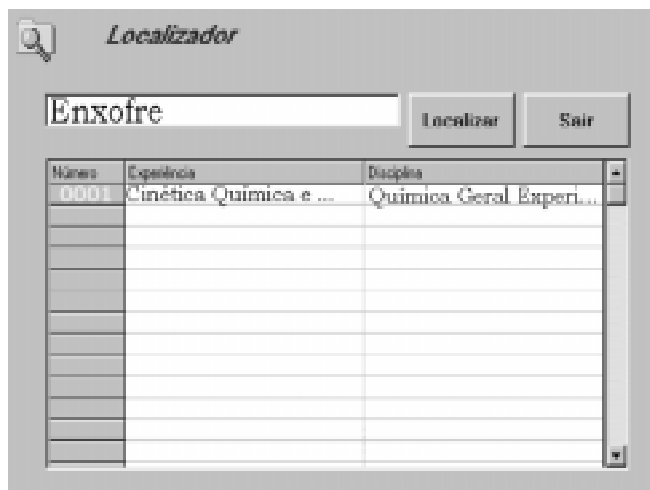 Localizador
Enxofre
Localizar
Sair
Número Experiência Disciplina
0001 Cinética Química e ... Química Geral Experi...